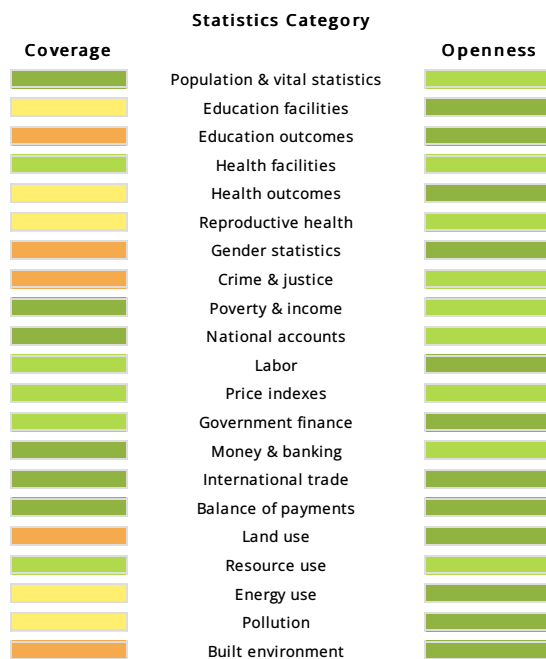 Statistics Category
Coverage
Openness
Population & vital statistics
Education facilities
Education outcomes
Health facilities
Health outcomes
Reproductive health
Gender statistics
Crime & justice
Poverty & income
National accounts
Labor
Price indexes
Government finance
Money & banking
International trade
Balance of payments
Land use
Resource use
Energy use
Pollution
Built environment